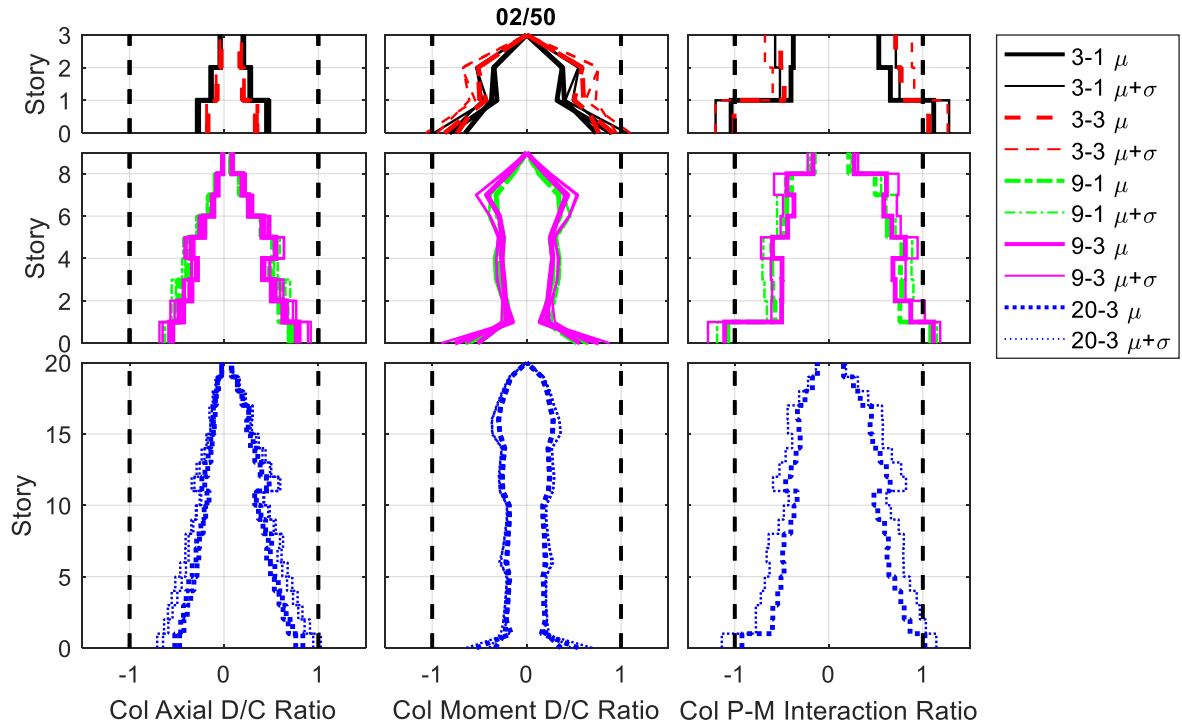 02/50
3
2
1
0
Story
8
6
4
2
0
Story
20
15
10
5
0
Story
-1 0 1
-1 0 1
-1 0 1
Col Axial D/C Ratio
Col Moment D/C Ratio
Col P-M Interaction Ratio
3-1 μ
3-1 μ+σ
3-3 μ
3-3 μ+σ
9-1 μ
9-1 μ+σ
9-3 μ
9-3 μ+σ
20-3 μ
20-3 μ+σ